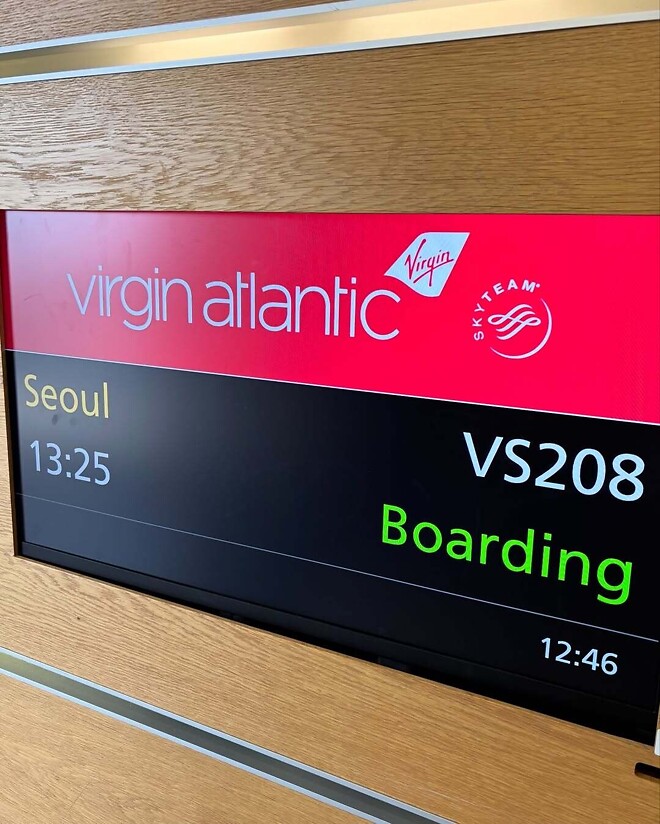 virgin atlantic
Virgin
SKYTEAM
Seoul
13:25
VS208
Boarding
12:46